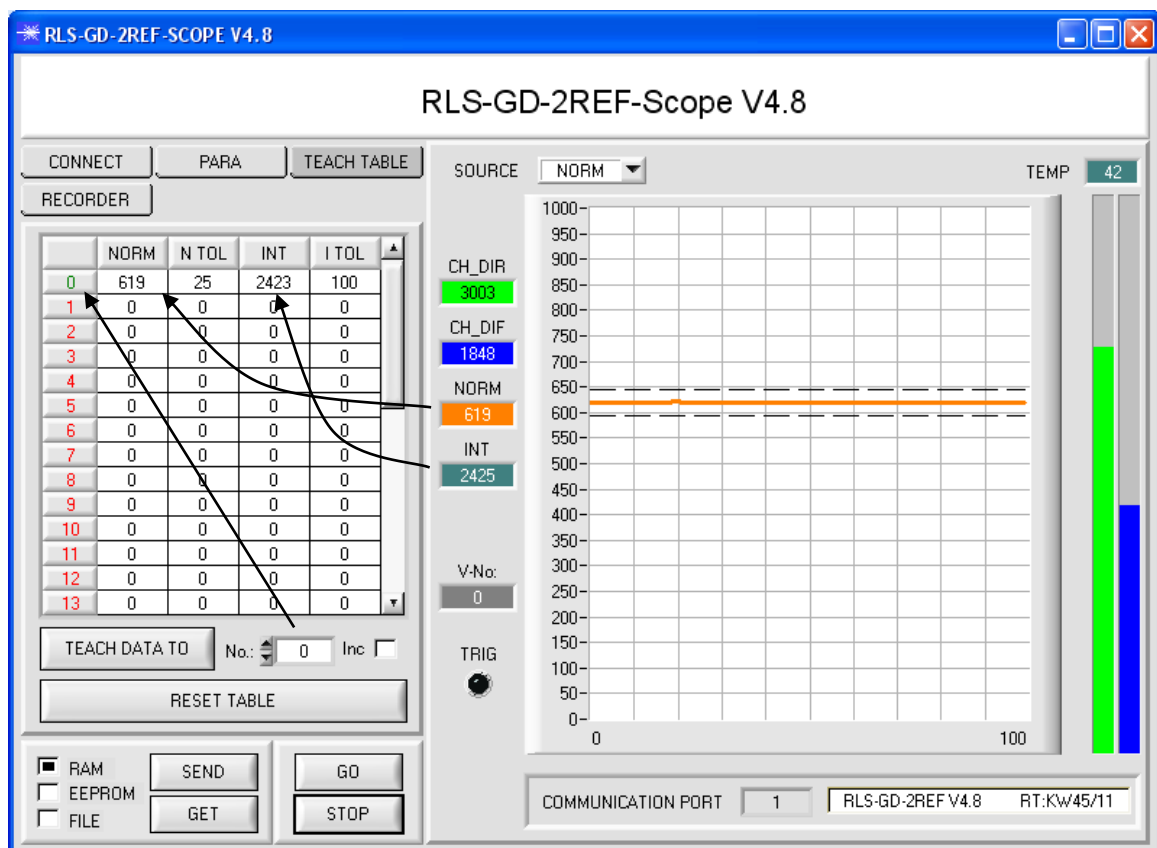 RLS-GD-2REF-SCOPE V4.8
RLS-GD-2REF-Scope V4.8
CONNECT PARA TEACH TABLE
RECORDER
NORM N TOL INT I TOL
0 619 25 2423 100
1 0 0 0 0
2 0 0 0 0
3 0 0 0 0
4 0 0 0 0
5 0 0 0 0
6 0 0 0 0
7 0 0 0 0
8 0 0 0 0
9 0 0 0 0
10 0 0 0 0
11 0 0 0 0
12 0 0 0 0
13 0 0 0 0
TEACH DATA TO No.: 0 Inc
RESET TABLE
RAM
EEPROM
FILE
SEND
GET
GO
STOP
SOURCE NORM
TEMP 42
CH_DIR
3003
CH_DIF
1848
NORM
619
INT
2425
V-No:
0
TRIG
1000
950
900
850
800
750
700
650
600
550
500
450
400
350
300
250
200
150
100
50
0
0 100
COMMUNICATION PORT 1 RLS-GD-2REF V4.8 RT:KW45/11